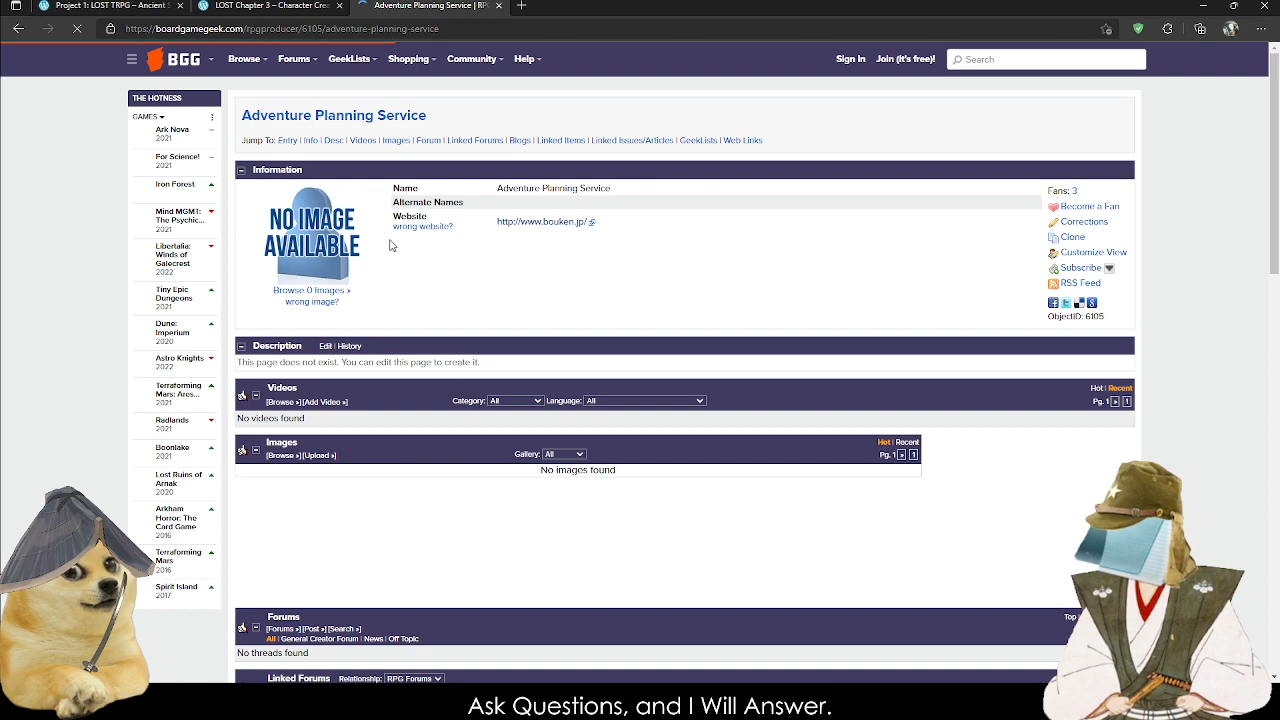 Project 1: LOST TRPG – Ancient S
LOST Chapter 3 – Character Crea
Adventure Planning Service | RPG
https://boardgamegeek.com/rpgproducer/6105/adventure-planning-service
BGG
Browse
Forums
GeekLists
Shopping
Community
Help
Sign In
Join (it's free!)
Search
THE HOTNESS
GAMES
Ark Nova
2021
For Science!
2021
Iron Forest
Mind MGMT:
The Psychic...
2021
Libertalia:
Winds of
Galecrest
2022
Tiny Epic
Dungeons
2021
Dune:
Imperium
2020
Astro Knights
2022
Terraforming
Mars: Ares...
2021
Radlands
2021
Boonlake
2021
Lost Ruins of
Arnak
2020
Arkham
Horror: The
Card Game
2016
Terraforming
Mars
2016
Spirit Island
2017
Adventure Planning Service
Jump To: Entry | Info | Desc | Videos | Images | Forum | Linked Forums | Blogs | Linked Items | Linked Issues/Articles | GeekLists | Web Links
Information
NO IMAGE
AVAILABLE
Browse 0 Images »
wrong image?
Name Adventure Planning Service
Alternate Names
Website http://www.bouken.jp/
wrong website?
Fans: 3
Become a Fan
Corrections
Clone
Customize View
Subscribe
RSS Feed
ObjectID: 6105
Description Edit | History
This page does not exist. You can edit this page to create it.
Videos Hot | Recent
[Browse »] [Add Video »] Category: All Language: All Pg. 1 » 1
No videos found
Images Hot | Recent
[Browse »] [Upload »] Gallery: All Pg. 1 » 1
No images found
Forums Top
[Forums »] [Post »] [Search »]
All | General Creator Forum | News | Off Topic
No threads found
Linked Forums Relationship: RPG Forums
Ask Questions, and I Will Answer.